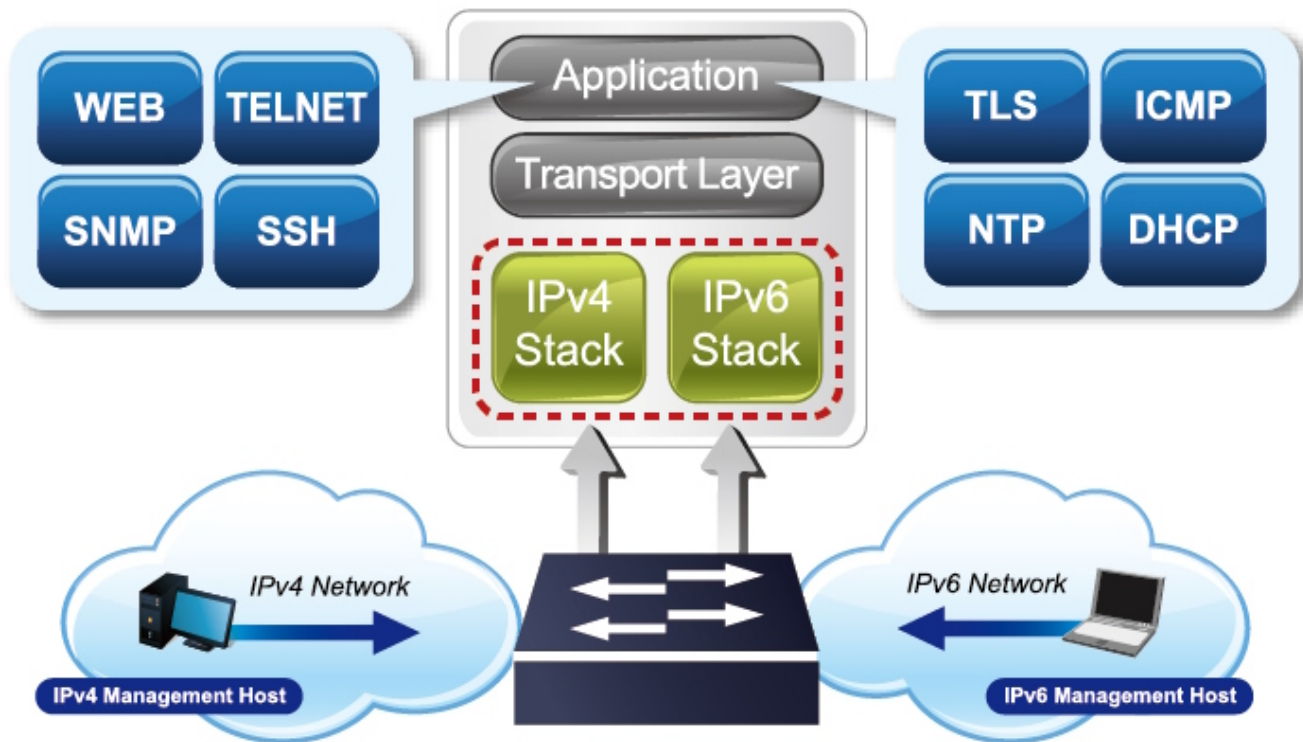 WEB
TELNET
SNMP
SSH
Application
Transport Layer
IPv4
Stack
IPv6
Stack
TLS
ICMP
NTP
DHCP
IPv4 Network
IPv4 Management Host
IPv6 Network
IPv6 Management Host